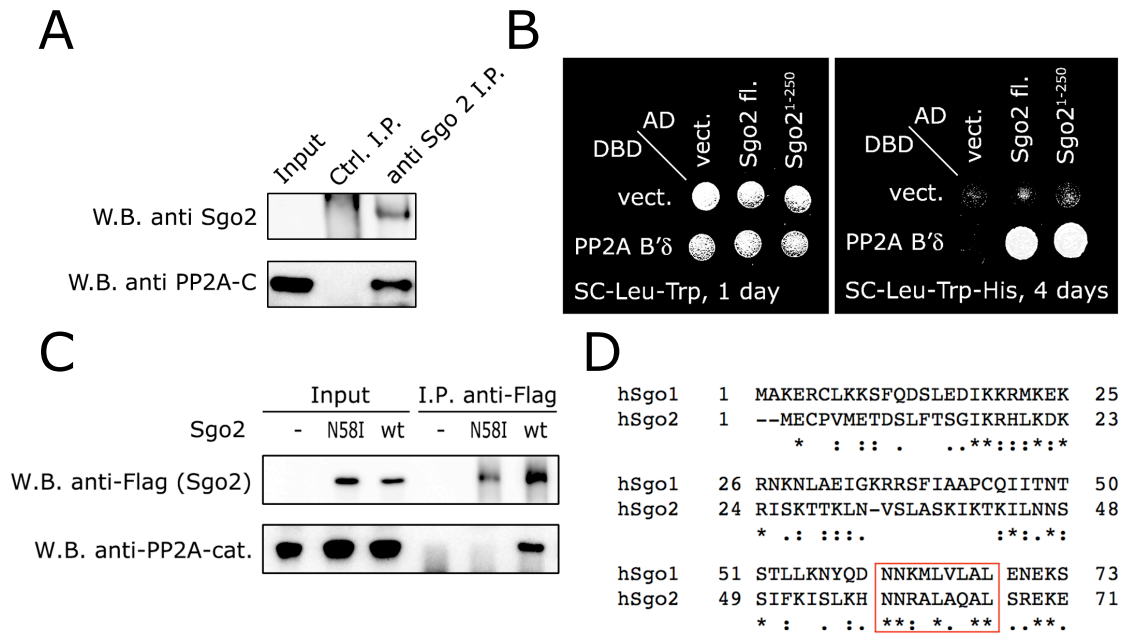 A
Input
Ctrl. I.P.
anti Sgo 2 I.P.
W.B. anti Sgo2
W.B. anti PP2A-C
B
AD
DBD
vect.
Sgo2 fl.
Sgo2¹⁻²⁵⁰
vect.
PP2A B′δ
SC-Leu-Trp, 1 day
AD
DBD
vect.
Sgo2 fl.
Sgo2¹⁻²⁵⁰
vect.
PP2A B′δ
SC-Leu-Trp-His, 4 days
C
Input I.P. anti-Flag
Sgo2 - N58I wt - N58I wt
W.B. anti-Flag (Sgo2)
W.B. anti-PP2A-cat.
D
hSgo1 1 MAKERCLKKSFQDSLEDIKKRMKEK 25
hSgo2 1 --MECPVMETDSLFTSGIKRHLKDK 23
* : :: . ..**:::*:*
hSgo1 26 RNKNLAEIGKRRSFIAAPCQIITNT 50
hSgo2 24 RISKTTKLN-VSLASKIKTKILNNS 48
* .: :::. :*:.*:
hSgo1 51 STLLKNYQD NNKMLVLAL ENEKS 73
hSgo2 49 SIFKISLKH NNRALAQAL SREKE 71
* : . :. **: *. ** ..**.